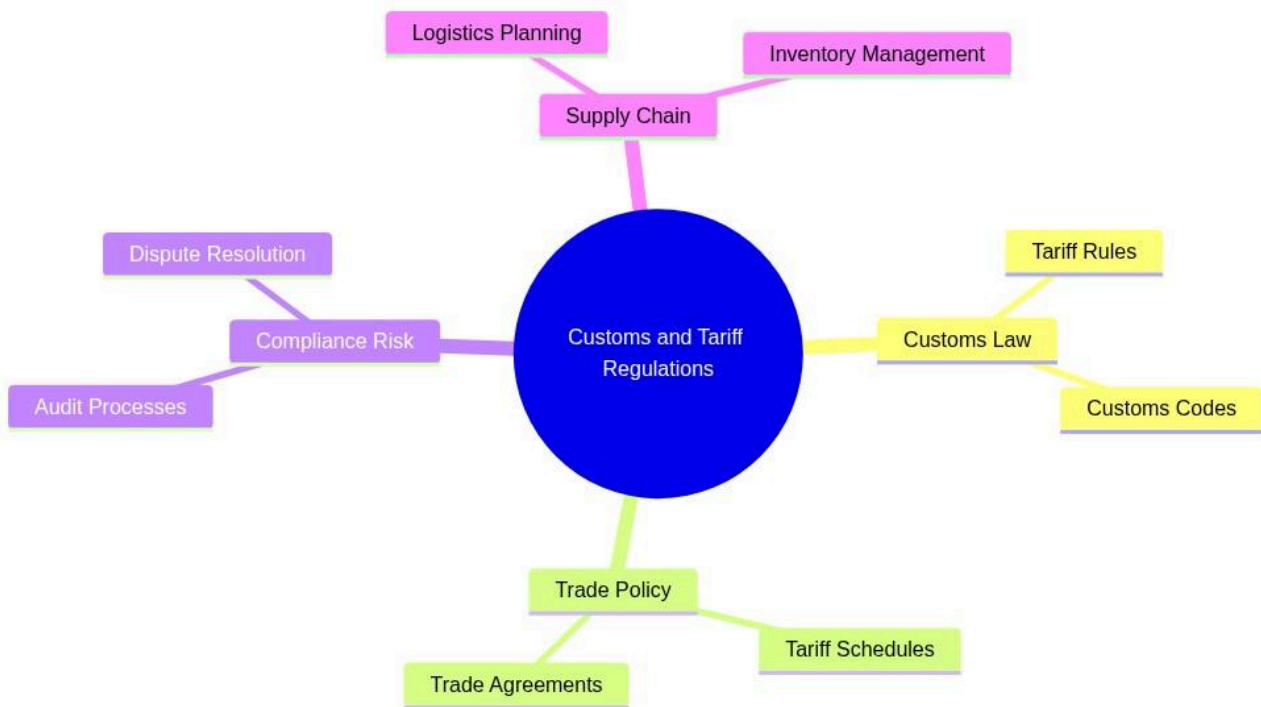 Logistics Planning
Inventory Management
Supply Chain
Dispute Resolution
Tariff Rules
Customs and Tariff
Regulations
Compliance Risk
Customs Law
Audit Processes
Customs Codes
Trade Policy
Tariff Schedules
Trade Agreements